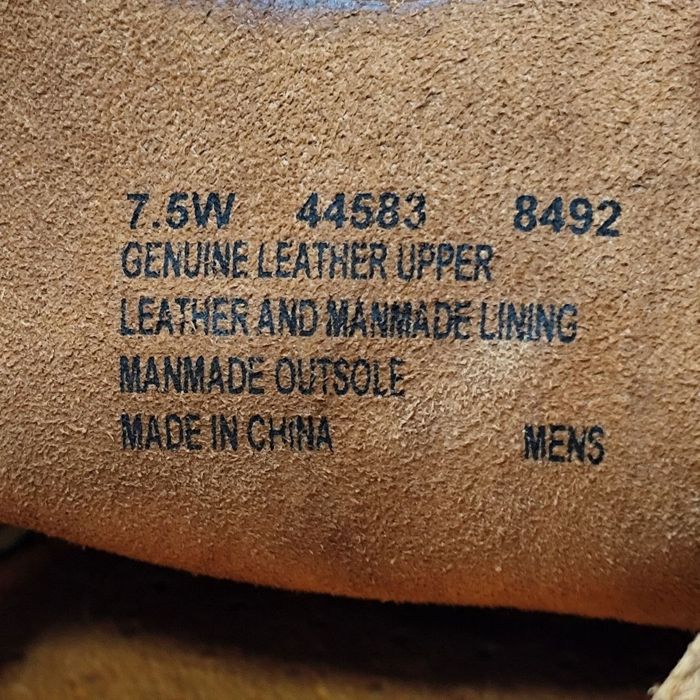 7.5W 44583 8492
GENUINE LEATHER UPPER
LEATHER AND MANMADE LINING
MANMADE OUTSOLE
MADE IN CHINA MENS